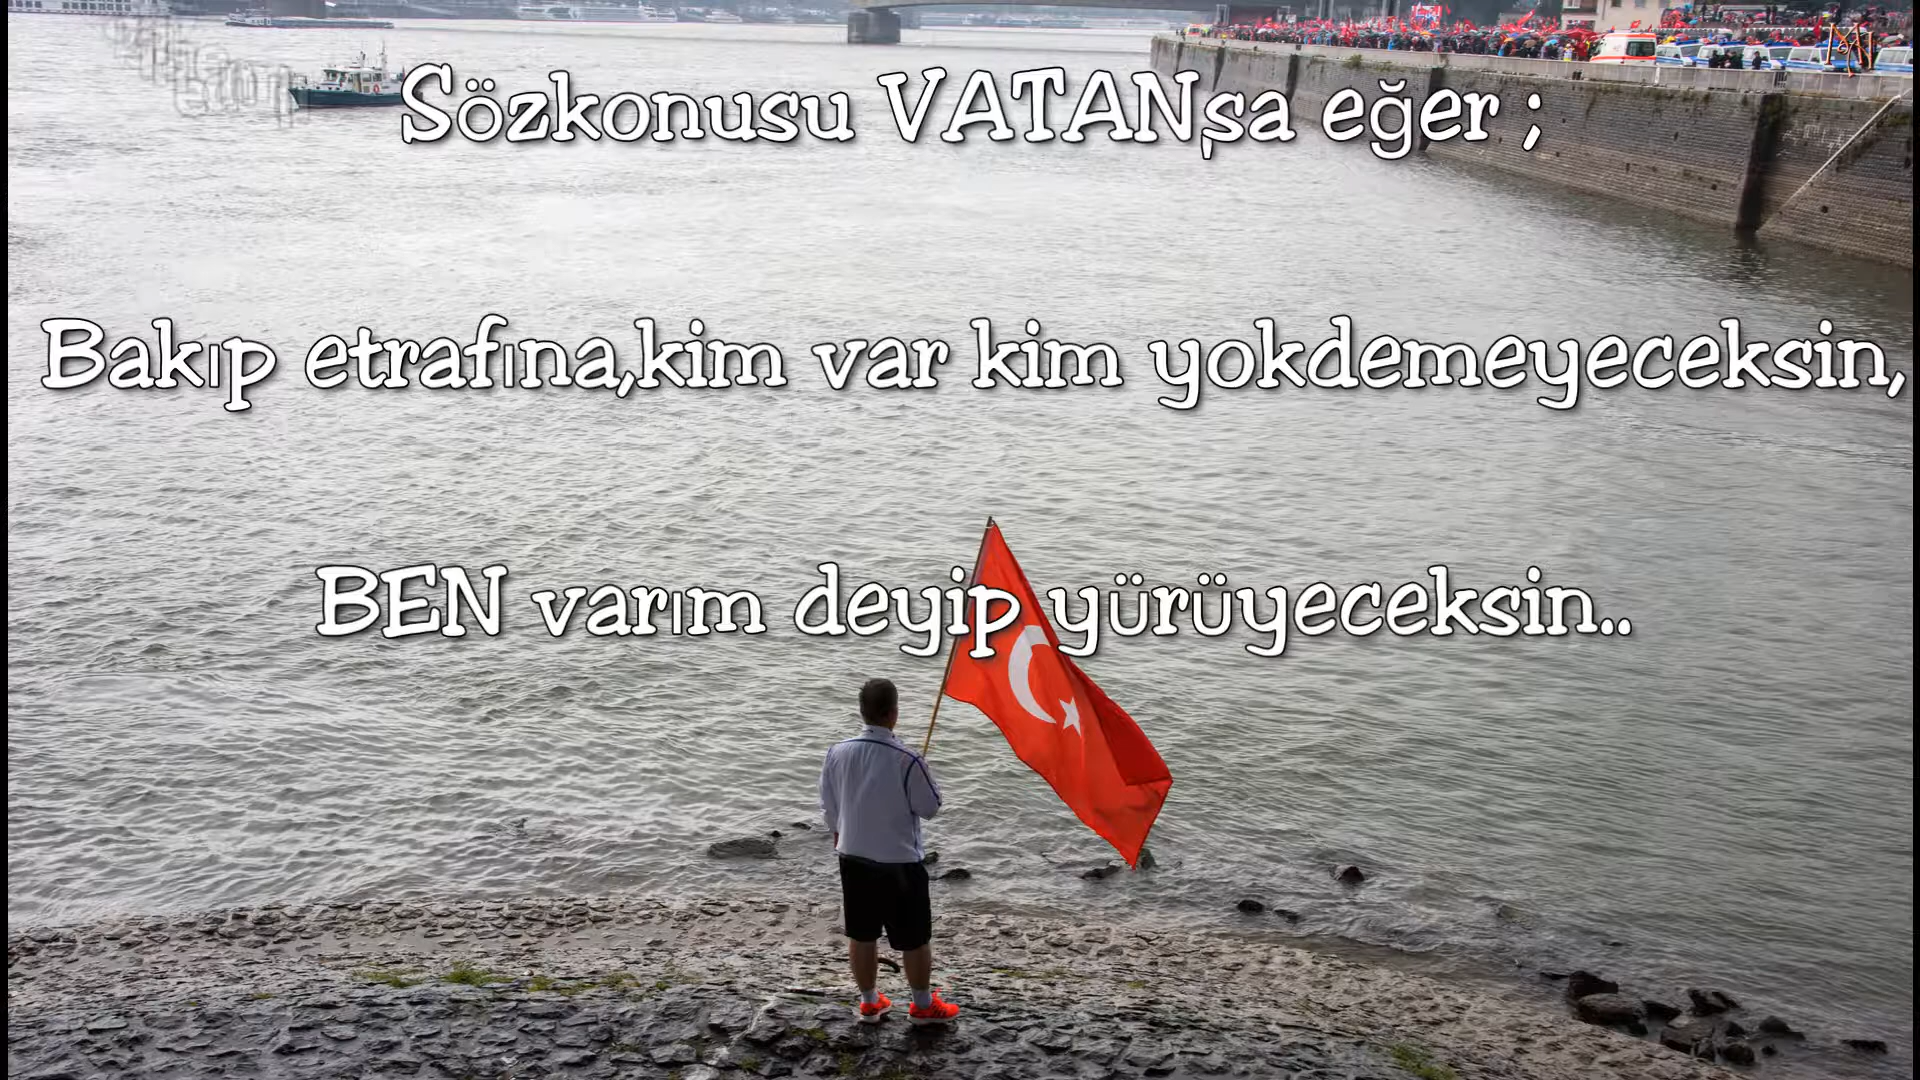 Sözkonusu VATANşa eğer ;
Bakıp etrafına,kim var kim yokdemeyeceksin,
BEN varım deyip yürüyeceksin..